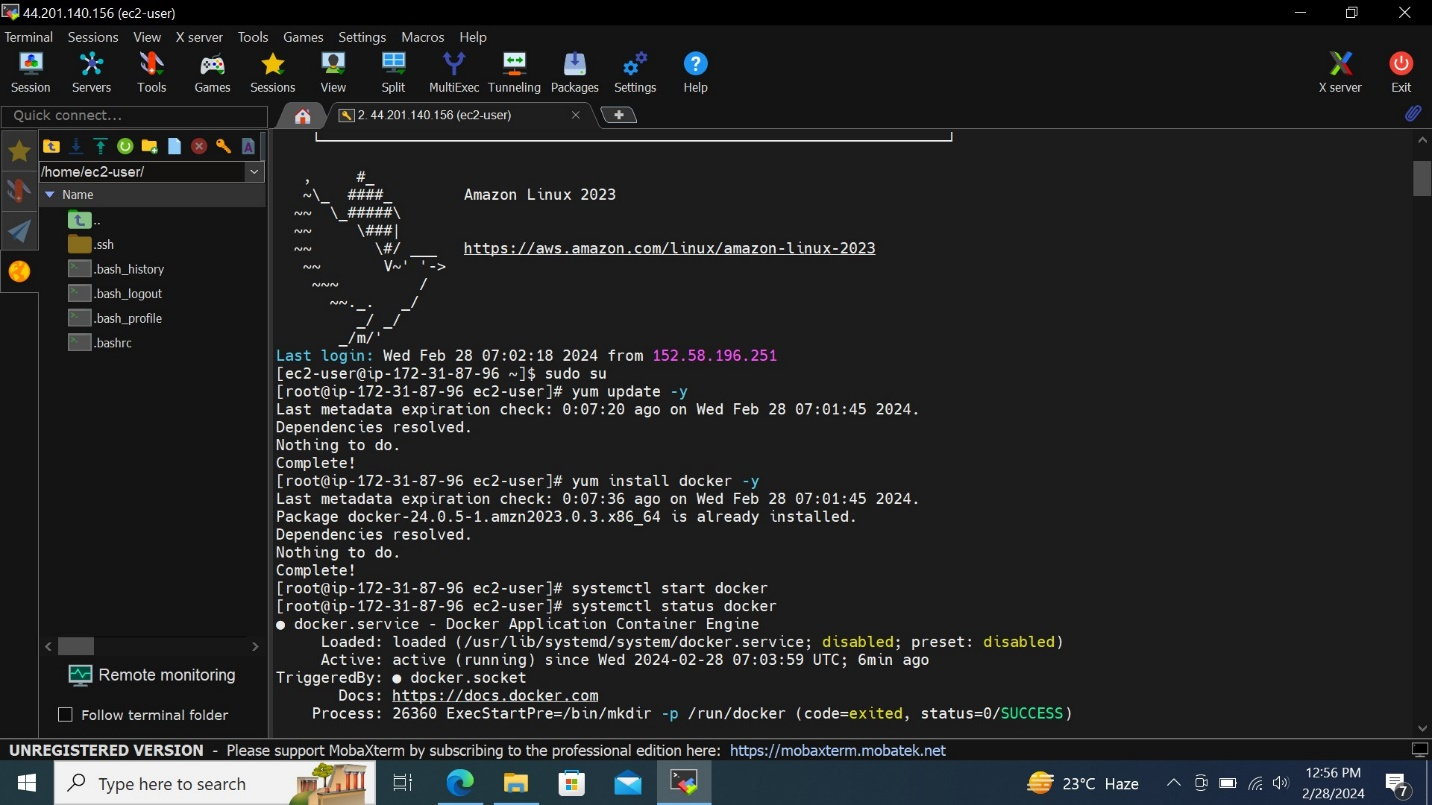 44.201.140.156 (ec2-user)
Terminal Sessions View X server Tools Games Settings Macros Help
Session Servers Tools Games Sessions View Split MultiExec Tunneling Packages Settings Help X server Exit
Quick connect...
2. 44.201.140.156 (ec2-user)
/home/ec2-user/
Name
..
.ssh
.bash_history
.bash_logout
.bash_profile
.bashrc
Remote monitoring
Follow terminal folder
   ,     #_
   ~\_  ####_        Amazon Linux 2023
  ~~  \_#####\
  ~~     \###|
  ~~       \#/ ___   https://aws.amazon.com/linux/amazon-linux-2023
   ~~       V~' '->
    ~~~         /
      ~~._.   _/
         _/ _/
       _/m/'
Last login: Wed Feb 28 07:02:18 2024 from 152.58.196.251
[ec2-user@ip-172-31-87-96 ~]$ sudo su
[root@ip-172-31-87-96 ec2-user]# yum update -y
Last metadata expiration check: 0:07:20 ago on Wed Feb 28 07:01:45 2024.
Dependencies resolved.
Nothing to do.
Complete!
[root@ip-172-31-87-96 ec2-user]# yum install docker -y
Last metadata expiration check: 0:07:36 ago on Wed Feb 28 07:01:45 2024.
Package docker-24.0.5-1.amzn2023.0.3.x86_64 is already installed.
Dependencies resolved.
Nothing to do.
Complete!
[root@ip-172-31-87-96 ec2-user]# systemctl start docker
[root@ip-172-31-87-96 ec2-user]# systemctl status docker
● docker.service - Docker Application Container Engine
     Loaded: loaded (/usr/lib/systemd/system/docker.service; disabled; preset: disabled)
     Active: active (running) since Wed 2024-02-28 07:03:59 UTC; 6min ago
TriggeredBy: ● docker.socket
       Docs: https://docs.docker.com
    Process: 26360 ExecStartPre=/bin/mkdir -p /run/docker (code=exited, status=0/SUCCESS)
UNREGISTERED VERSION - Please support MobaXterm by subscribing to the professional edition here: https://mobaxterm.mobatek.net
Type here to search
23°C Haze
12:56 PM
2/28/2024
7